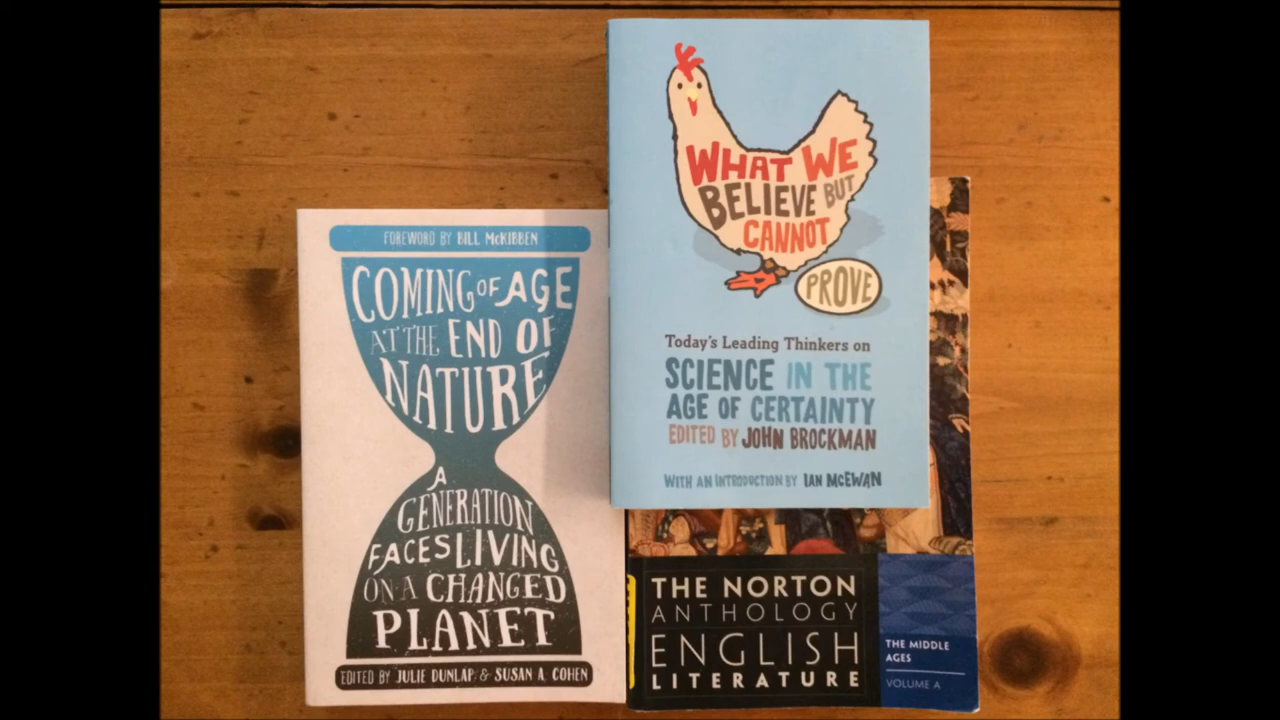 FOREWORD BY BILL McKIBBEN
COMING OF AGE
AT THE END OF
NATURE
A
GENERATION
FACES LIVING
ON A CHANGED
PLANET
EDITED BY JULIE DUNLAP & SUSAN A. COHEN
WHAT WE
BELIEVE BUT
CANNOT
PROVE
Today's Leading Thinkers on
SCIENCE IN THE
AGE OF CERTAINTY
EDITED BY JOHN BROCKMAN
WITH AN INTRODUCTION BY IAN McEWAN
THE NORTON
ANTHOLOGY
ENGLISH
LITERATURE
THE MIDDLE
AGES
VOLUME A